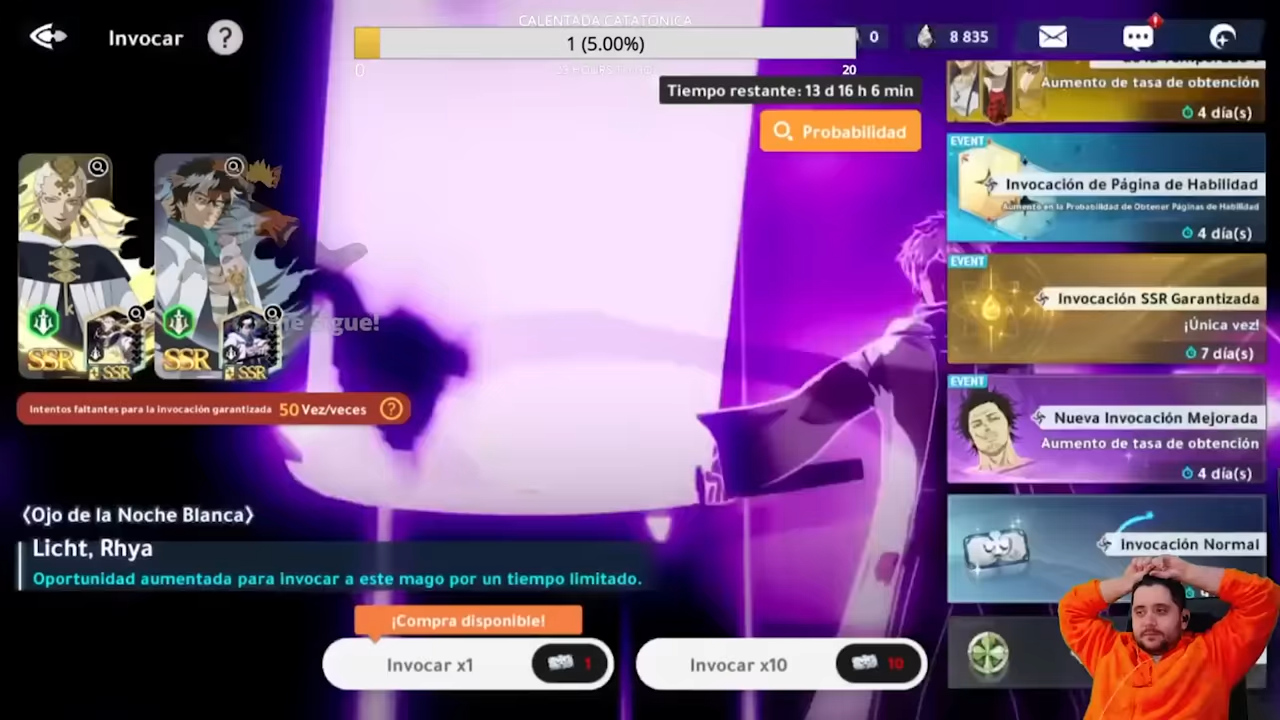 Invocar
?
CALENTADA CATATONICA
1 (5.00%)
0
20
0
8 835
Tiempo restante: 13 d 16 h 6 min
Probabilidad
Aumento de tasa de obtención
4 día(s)
EVENT
Invocación de Página de Habilidad
Aumento en la Probabilidad de Obtener Páginas de Habilidad
4 día(s)
EVENT
Invocación SSR Garantizada
¡Única vez!
7 día(s)
EVENT
Nueva Invocación Mejorada
Aumento de tasa de obtención
4 día(s)
Invocación Normal
SSR
SSR
SSR
SSR
me sigue!
Intentos faltantes para la invocación garantizada 50 Vez/veces ?
〈Ojo de la Noche Blanca〉
Licht, Rhya
Oportunidad aumentada para invocar a este mago por un tiempo limitado.
¡Compra disponible!
Invocar x1
1
Invocar x10
10